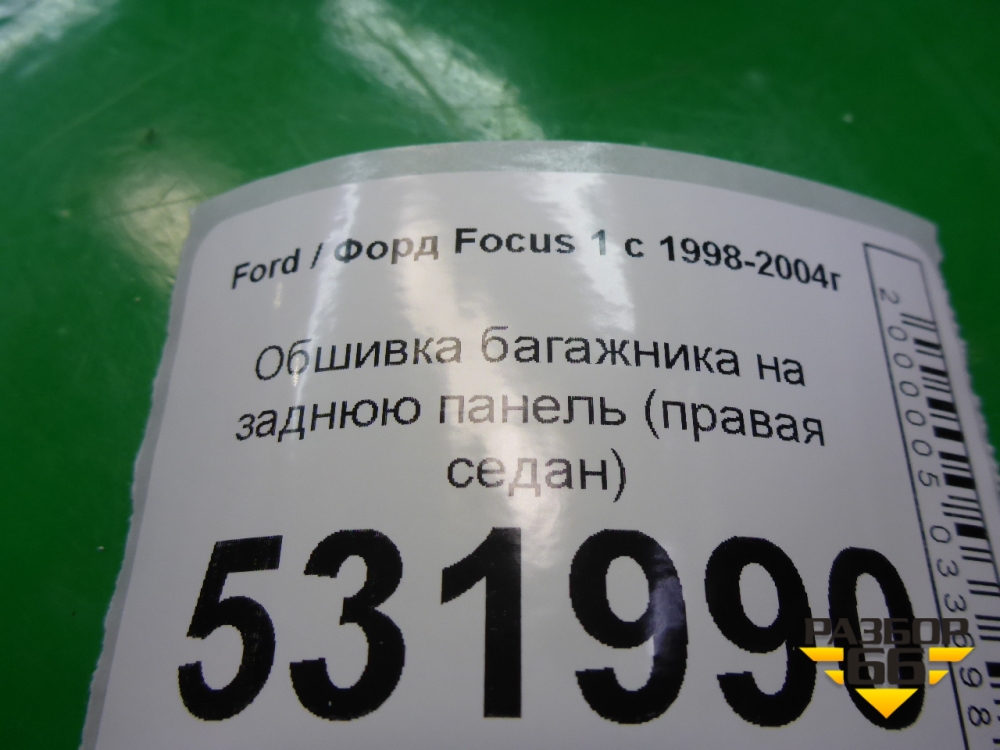 Ford / Форд Focus 1 с 1998-2004г
Обшивка багажника на
заднюю панель (правая
седан)
531990
РАЗБОР
66